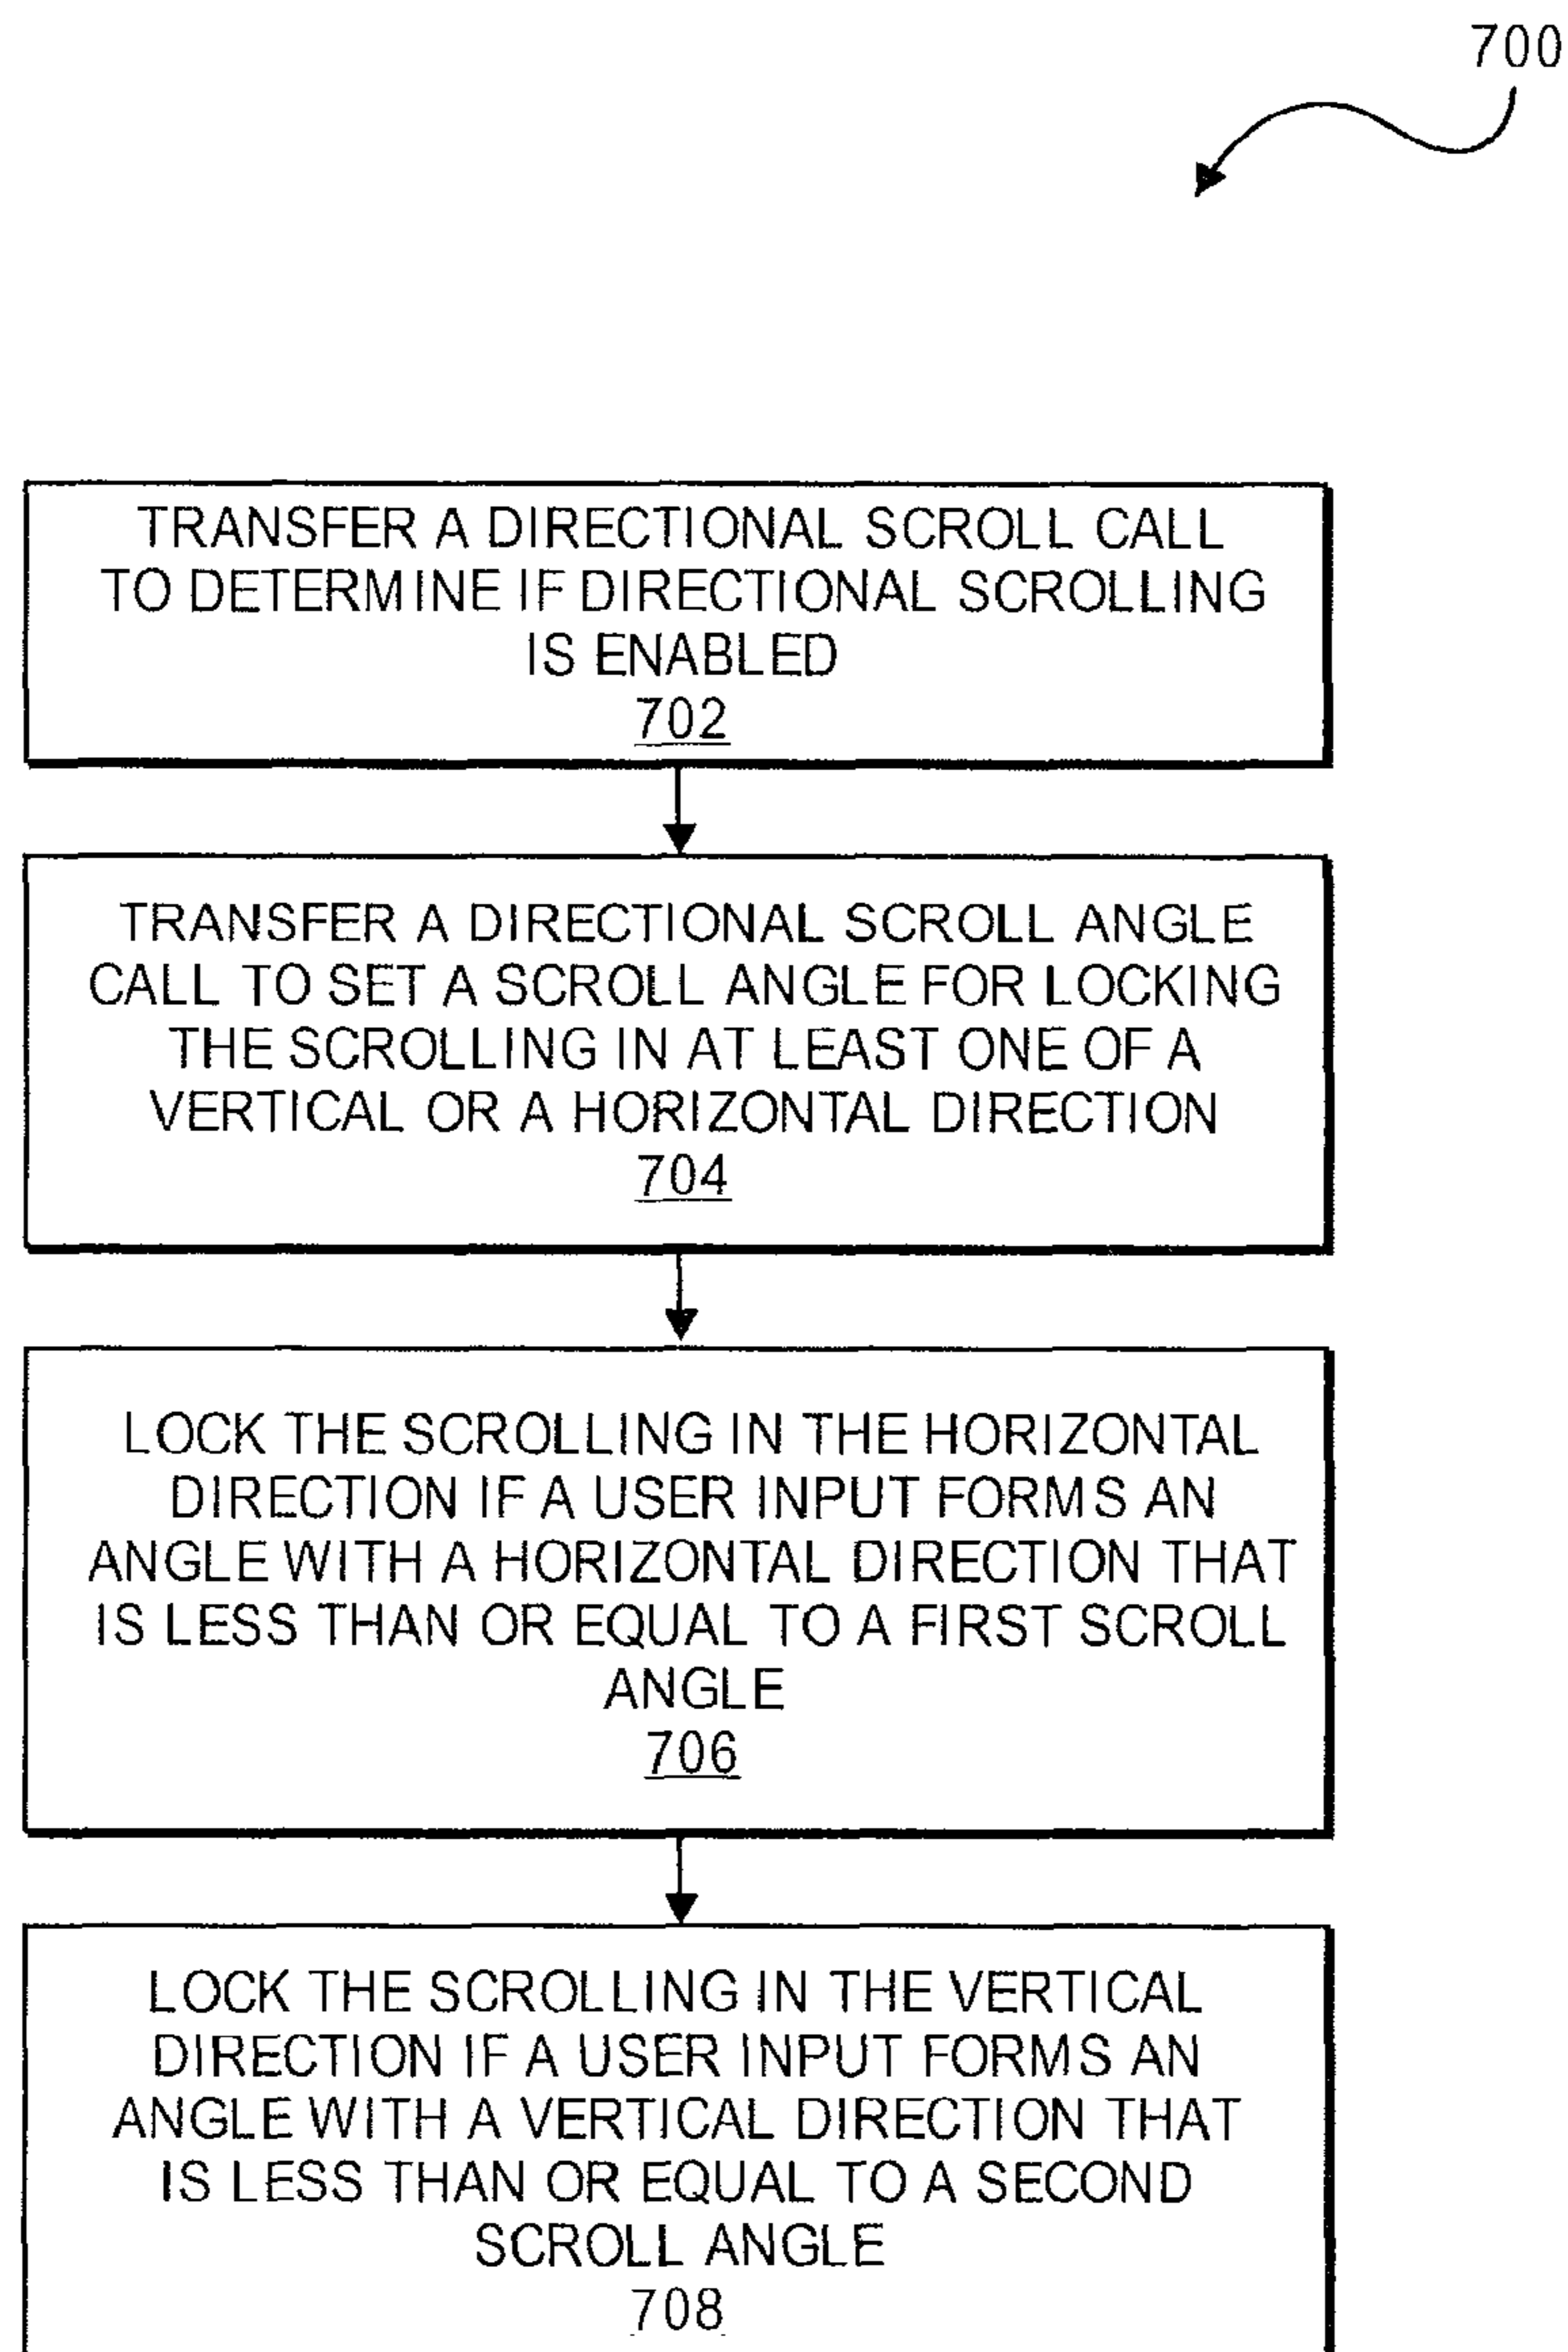 700
TRANSFER A DIRECTIONAL SCROLL CALL
TO DETERMINE IF DIRECTIONAL SCROLLING
IS ENABLED
702
TRANSFER A DIRECTIONAL SCROLL ANGLE
CALL TO SET A SCROLL ANGLE FOR LOCKING
THE SCROLLING IN AT LEAST ONE OF A
VERTICAL OR A HORIZONTAL DIRECTION
704
LOCK THE SCROLLING IN THE HORIZONTAL
DIRECTION IF A USER INPUT FORMS AN
ANGLE WITH A HORIZONTAL DIRECTION THAT
IS LESS THAN OR EQUAL TO A FIRST SCROLL
ANGLE
706
LOCK THE SCROLLING IN THE VERTICAL
DIRECTION IF A USER INPUT FORMS AN
ANGLE WITH A VERTICAL DIRECTION THAT
IS LESS THAN OR EQUAL TO A SECOND
SCROLL ANGLE
708